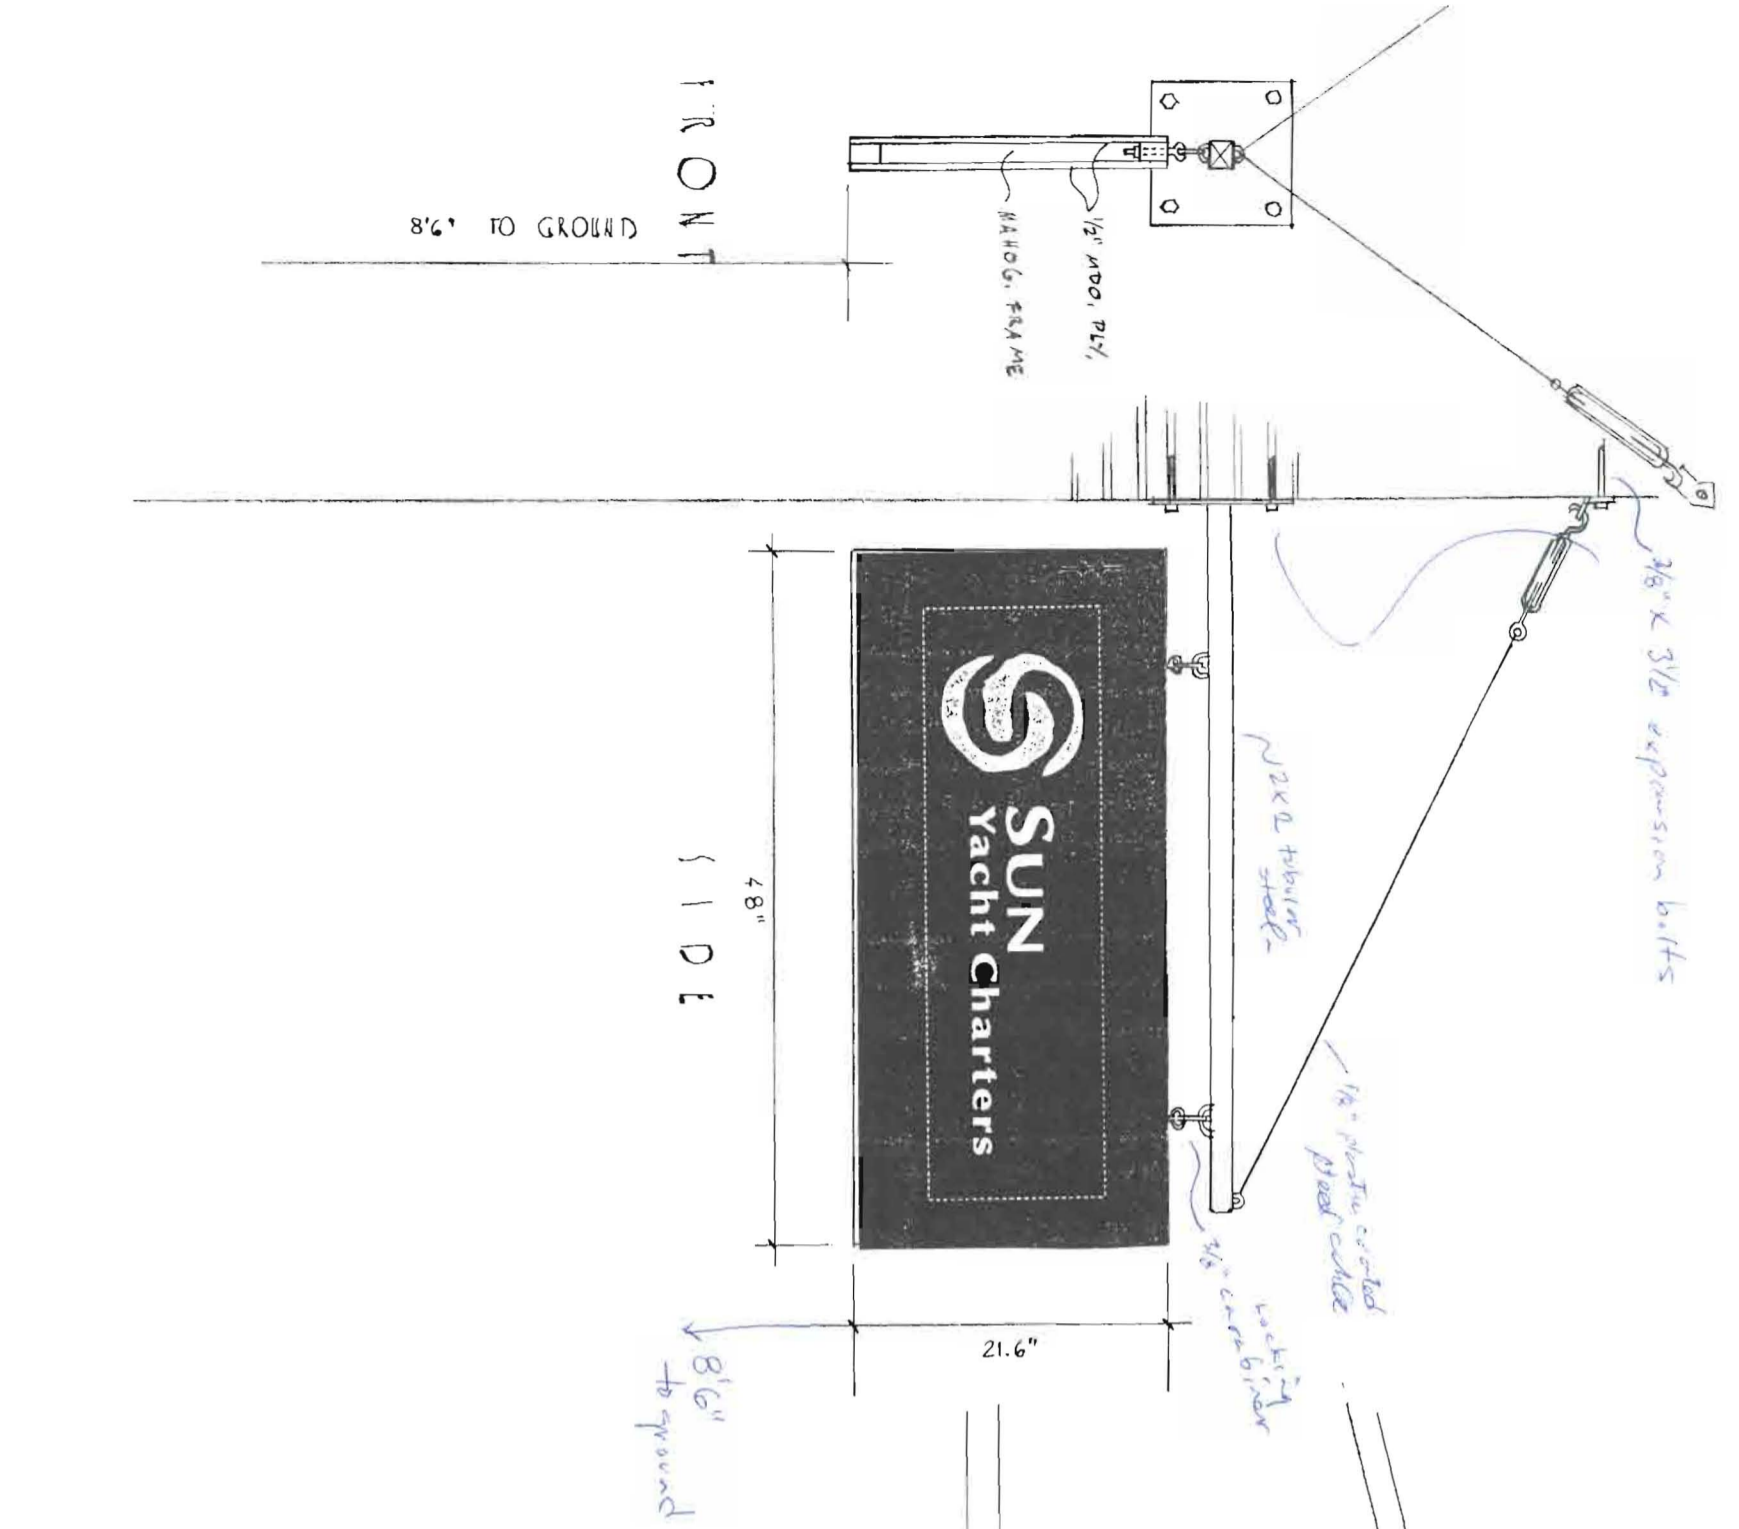 FRONT
8'6" TO GROUND
1/2" MDO, PLY,
MAHOG, FRAME
3/8" x 3 1/2" expansion bolts
~2x2 tubular
steel-
1/8" plastic coated
steel cable
Locking
3/8" carabiner
SUN
Yacht Charters
48"
21.6"
8'6"
to ground
SIDE